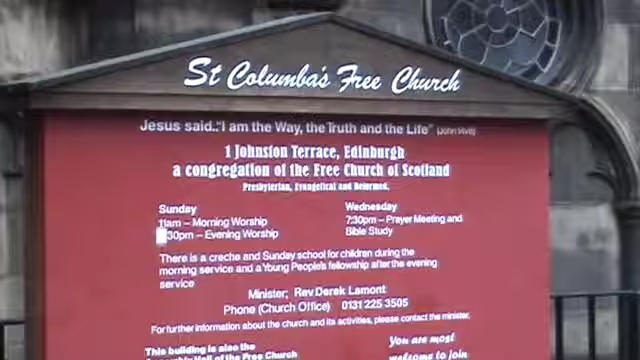 St Columba's Free Church
Jesus said.."I am the Way, the Truth and the Life"
1 Johnston Terrace, Edinburgh
a congregation of the Free Church of Scotland
Presbyterian, Evangelical and Reformed.
Sunday
11am – Morning Worship
30pm – Evening Worship
Wednesday
7:30pm – Prayer Meeting and
Bible Study
There is a creche and Sunday school for children during the
morning service and a Young People's fellowship after the evening
service
Minister; Rev Derek Lamont
Phone (Church Office) 0131 225 3505
For further information about the church and its activities, please contact the minister.
This building is also the
Assembly Hall of the Free Church
You are most
welcome to join